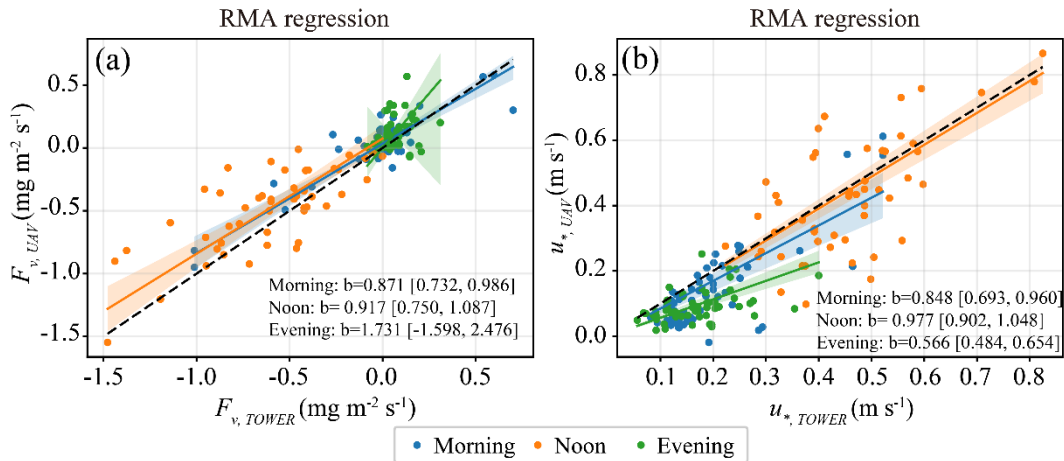 RMA regression
(a)
0.5
0.0
-0.5
-1.0
-1.5
F_v, UAV (mg m⁻² s⁻¹)
Morning: b=0.871 [0.732, 0.986]
Noon: b= 0.917 [0.750, 1.087]
Evening: b=1.731 [-1.598, 2.476]
-1.5 -1.0 -0.5 0.0 0.5
F_v, TOWER (mg m⁻² s⁻¹)
RMA regression
(b)
0.8
0.6
0.4
0.2
0.0
u_*, UAV (m s⁻¹)
Morning: b=0.848 [0.693, 0.960]
Noon: b= 0.977 [0.902, 1.048]
Evening: b=0.566 [0.484, 0.654]
0.1 0.2 0.3 0.4 0.5 0.6 0.7 0.8
u_*, TOWER (m s⁻¹)
Morning Noon Evening